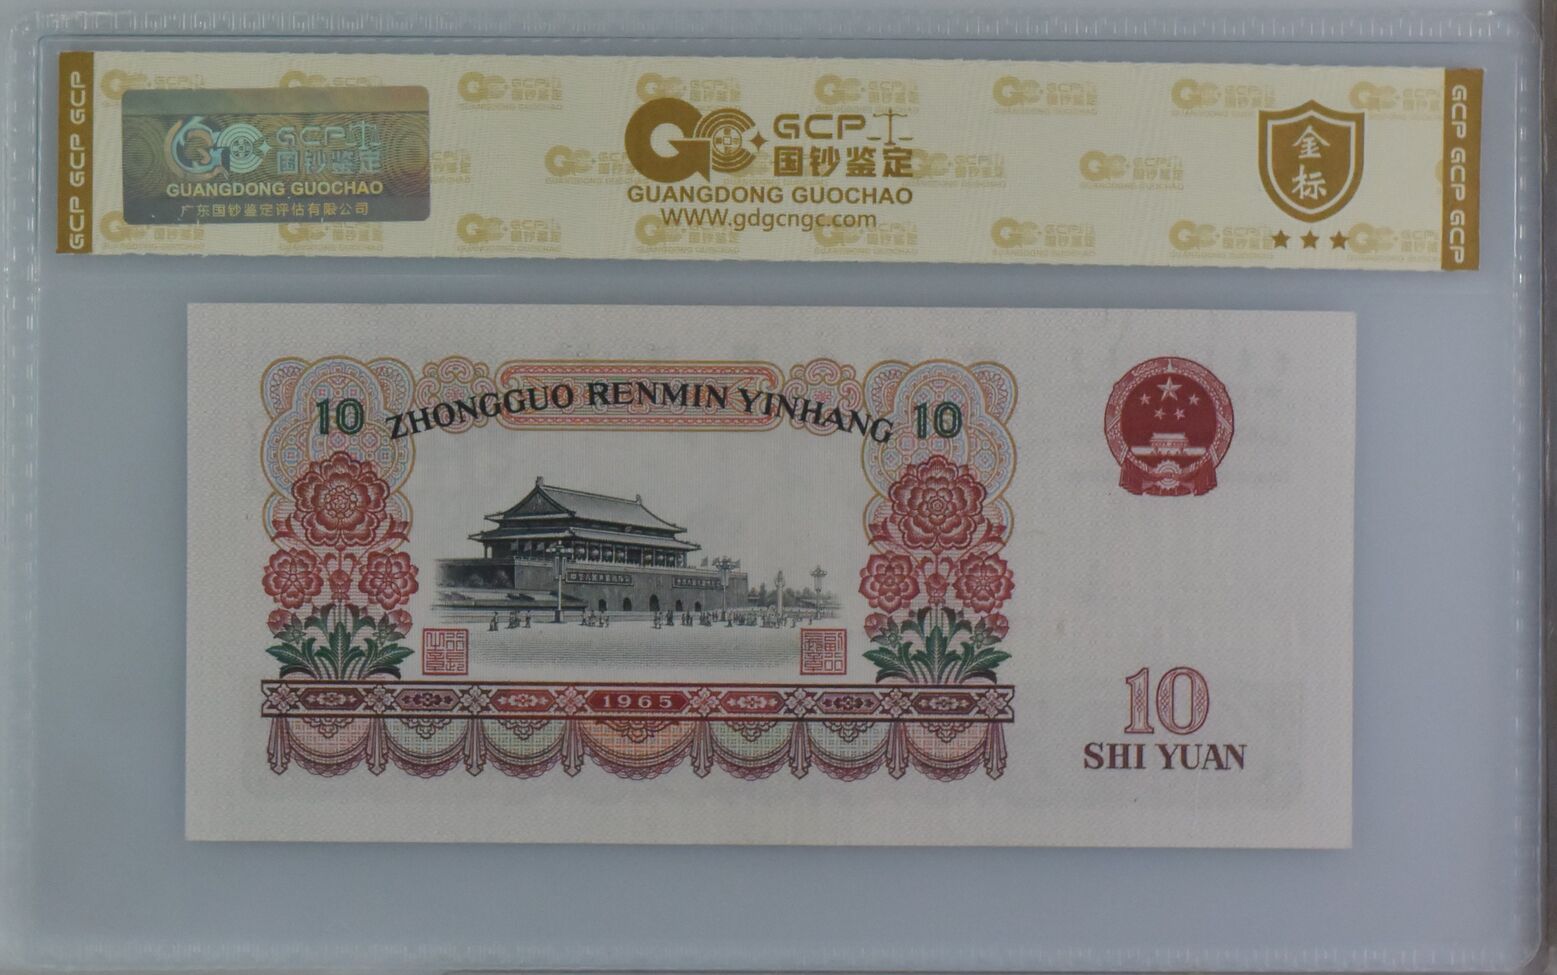 GCP GCP GCP
GCP
国钞鉴定
GUANGDONG GUOCHAO
广东国钞鉴定评估有限公司
GCP
国钞鉴定
GUANGDONG GUOCHAO
WWW.gdgcngc.com
金标
GCP GCP GCP
10 ZHONGGUO RENMIN YINHANG 10
1965
10
SHI YUAN